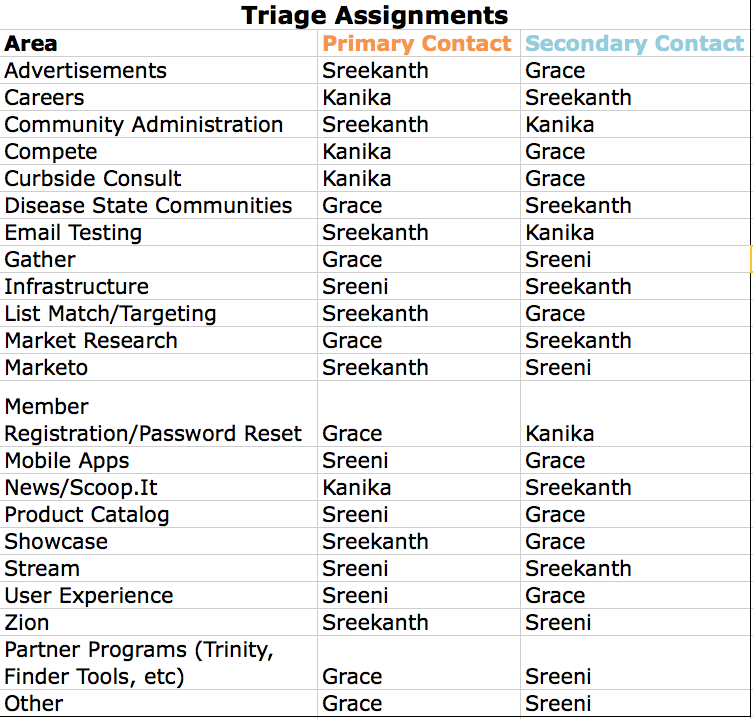 Triage Assignments
Area Primary Contact Secondary Contact
Advertisements Sreekanth Grace
Careers Kanika Sreekanth
Community Administration Sreekanth Kanika
Compete Kanika Grace
Curbside Consult Kanika Grace
Disease State Communities Grace Sreekanth
Email Testing Sreekanth Kanika
Gather Grace Sreeni
Infrastructure Sreeni Sreekanth
List Match/Targeting Sreekanth Grace
Market Research Grace Sreekanth
Marketo Sreekanth Sreeni
Member
Registration/Password Reset Grace Kanika
Mobile Apps Sreeni Grace
News/Scoop.It Kanika Sreekanth
Product Catalog Sreeni Grace
Showcase Sreekanth Grace
Stream Sreeni Sreekanth
User Experience Sreeni Grace
Zion Sreekanth Sreeni
Partner Programs (Trinity,
Finder Tools, etc) Grace Sreeni
Other Grace Sreeni